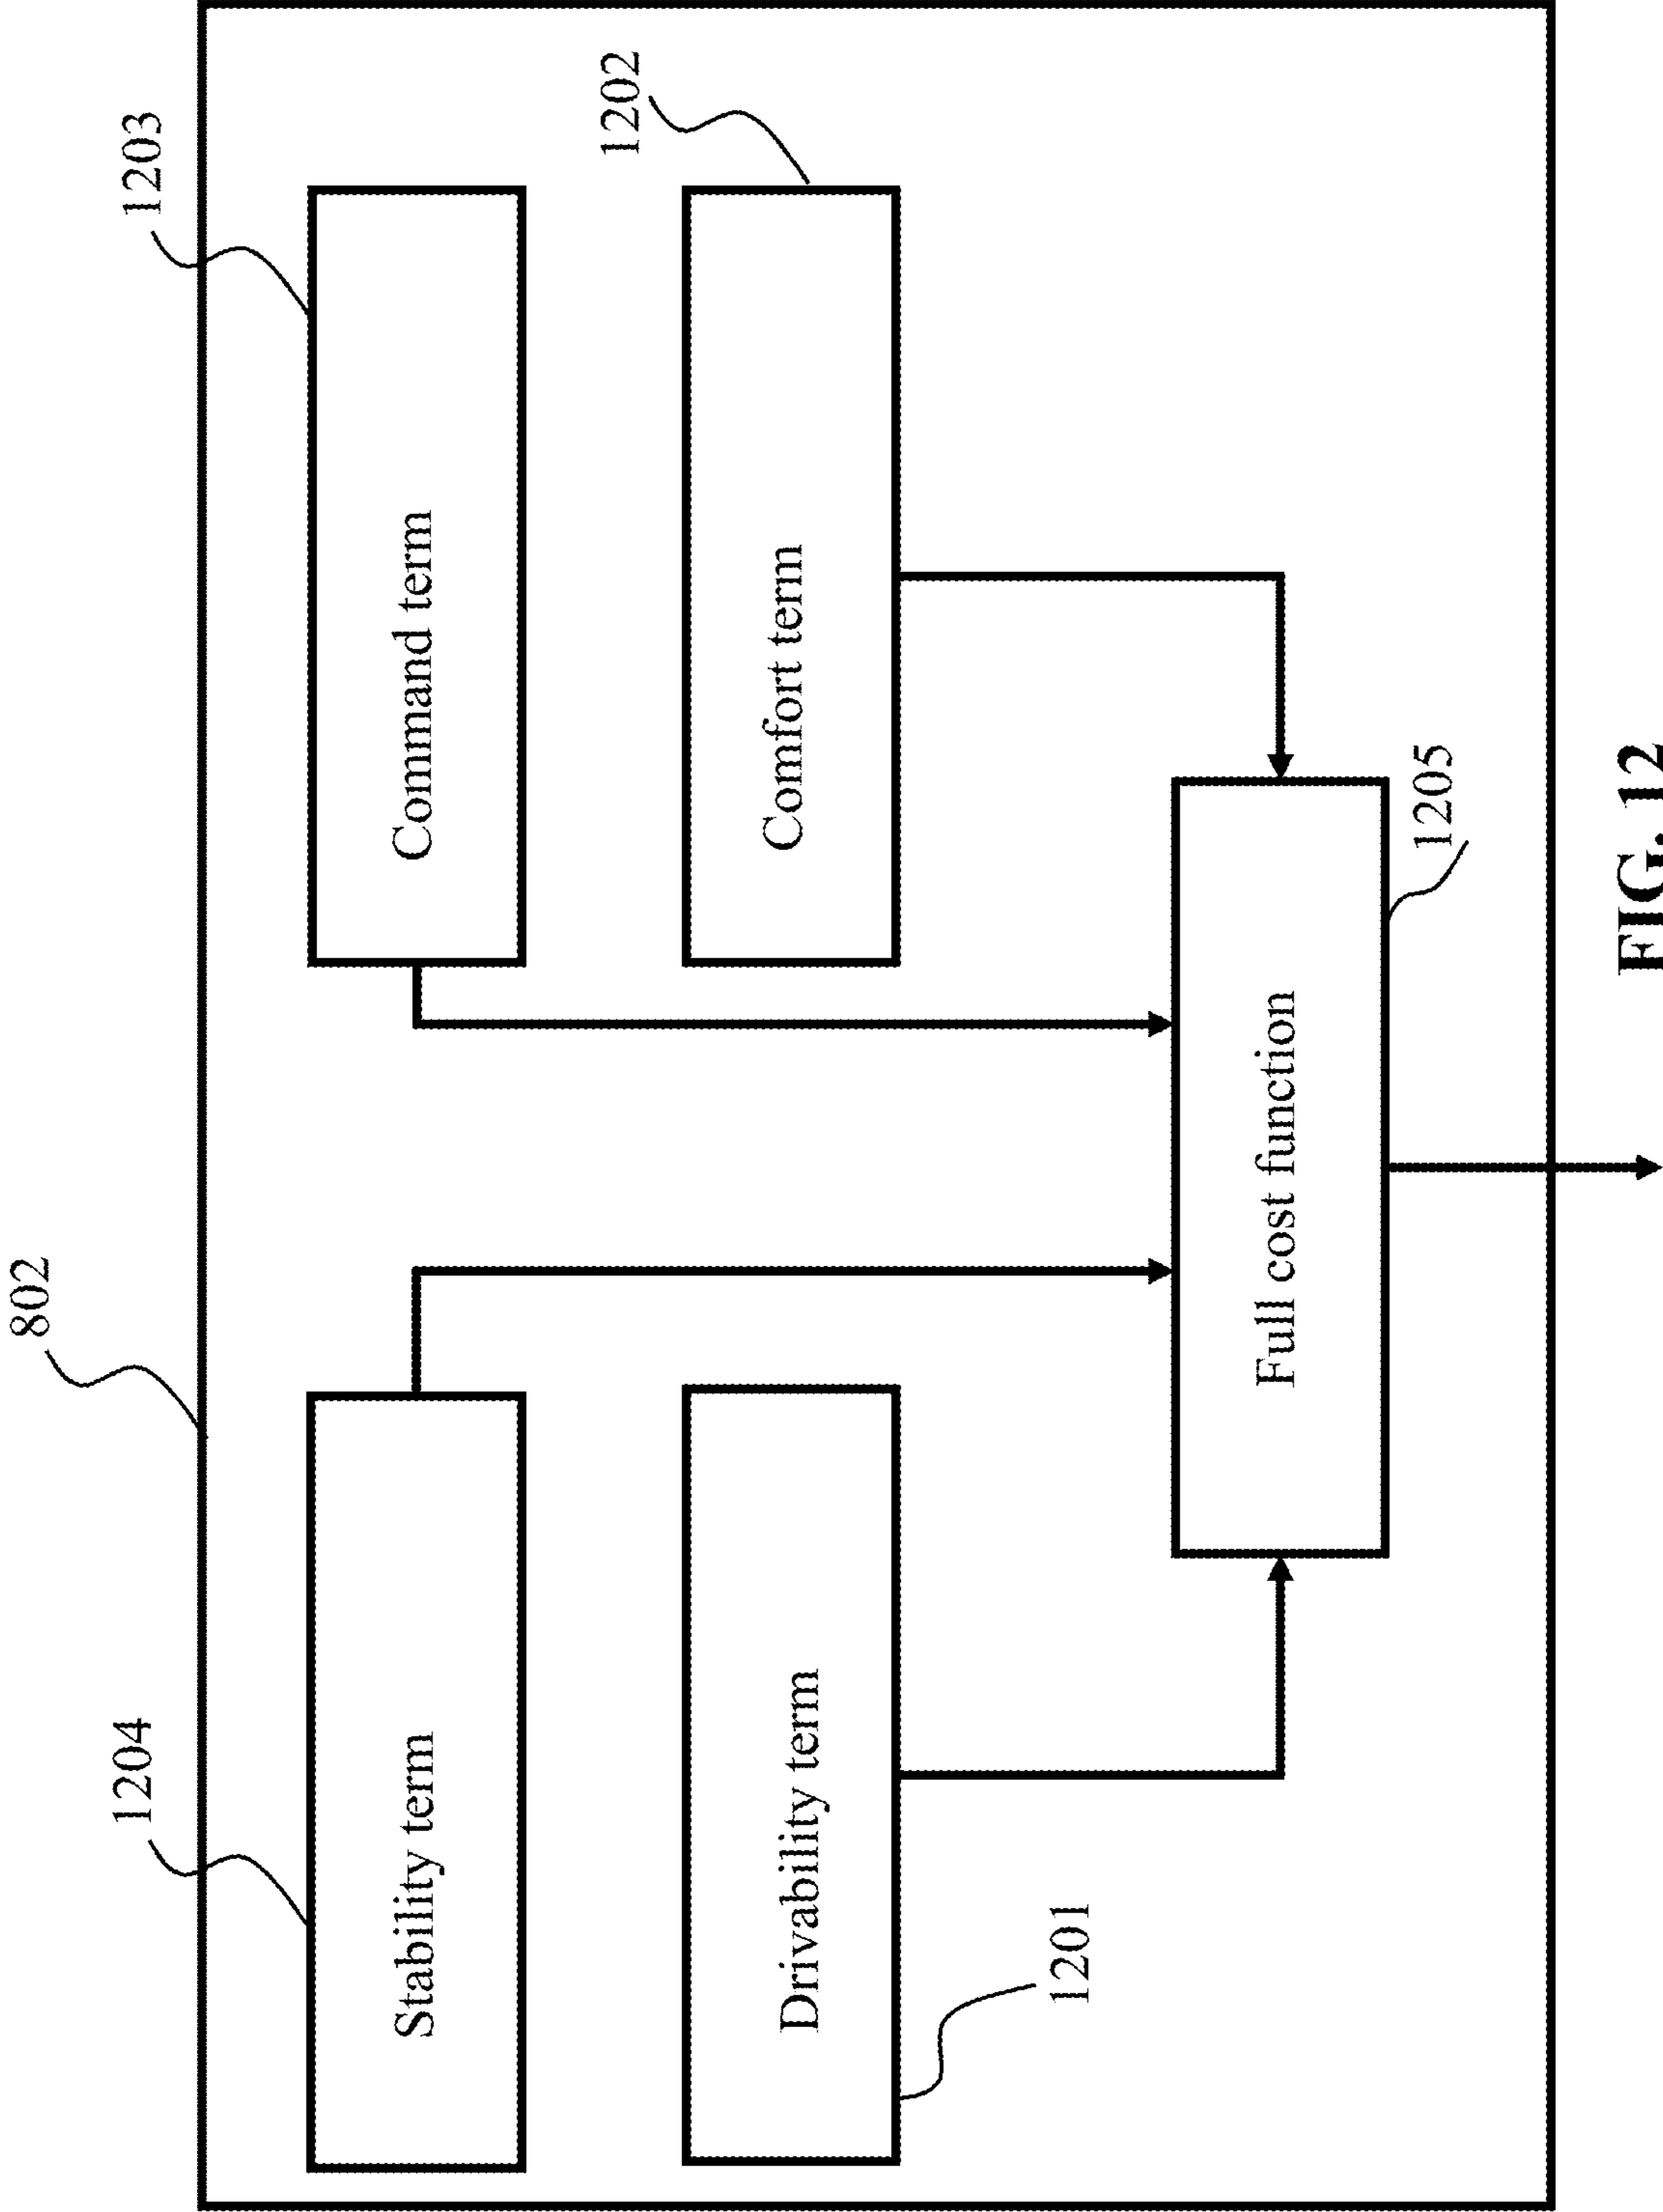 802
1204
1203
Stability term
Command term
1202
Drivability term
Comfort term
1201
Full cost function
1205
FIG. 12